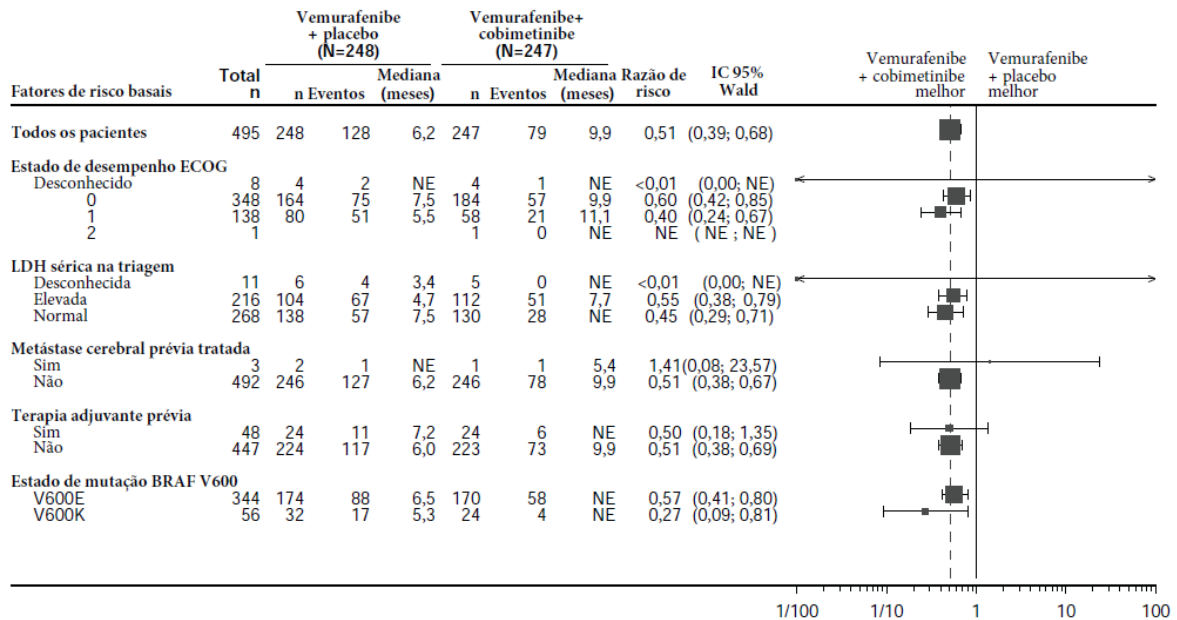 Vemurafenibe + placebo (N=248) Vemurafenibe+ cobimetinibe (N=247)
Vemurafenibe + cobimetinibe melhor Vemurafenibe + placebo melhor
Fatores de risco basais Total n n Eventos Mediana (meses) n Eventos Mediana (meses) Razão de risco IC 95% Wald
Todos os pacientes 495 248 128 6,2 247 79 9,9 0,51 (0,39; 0,68)
Estado de desempenho ECOG
Desconhecido 8 4 2 NE 4 1 NE <0,01 (0,00; NE)
0 348 164 75 7,5 184 57 9,9 0,60 (0,42; 0,85)
1 138 80 51 5,5 58 21 11,1 0,40 (0,24; 0,67)
2 1 1 0 NE NE ( NE ; NE )
LDH sérica na triagem
Desconhecida 11 6 4 3,4 5 0 NE <0,01 (0,00; NE)
Elevada 216 104 67 4,7 112 51 7,7 0,55 (0,38; 0,79)
Normal 268 138 57 7,5 130 28 NE 0,45 (0,29; 0,71)
Metástase cerebral prévia tratada
Sim 3 2 1 NE 1 1 5,4 1,41(0,08; 23,57)
Não 492 246 127 6,2 246 78 9,9 0,51 (0,38; 0,67)
Terapia adjuvante prévia
Sim 48 24 11 7,2 24 6 NE 0,50 (0,18; 1,35)
Não 447 224 117 6,0 223 73 9,9 0,51 (0,38; 0,69)
Estado de mutação BRAF V600
V600E 344 174 88 6,5 170 58 NE 0,57 (0,41; 0,80)
V600K 56 32 17 5,3 24 4 NE 0,27 (0,09; 0,81)
1/100 1/10 1 10 100